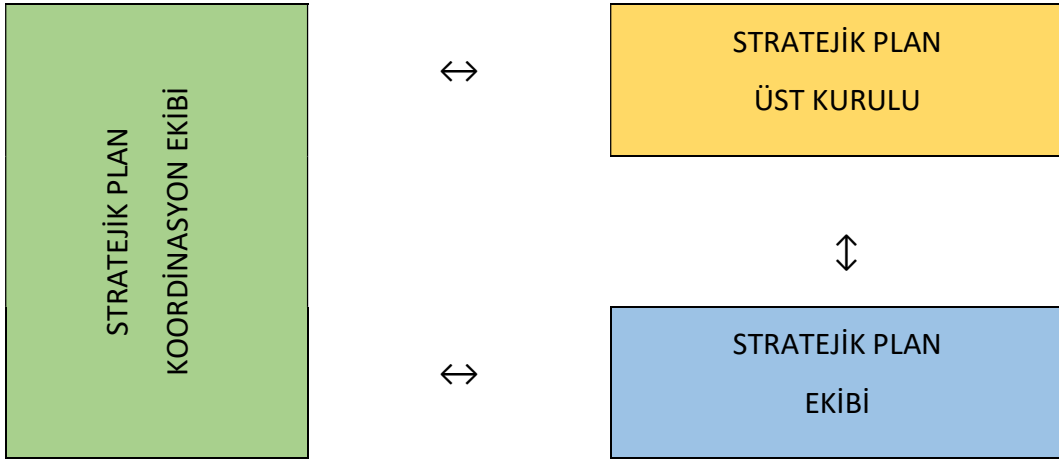 STRATEJİK PLAN
KOORDİNASYON EKİBİ
↔
STRATEJİK PLAN
ÜST KURULU
↕
↔
STRATEJİK PLAN
EKİBİ